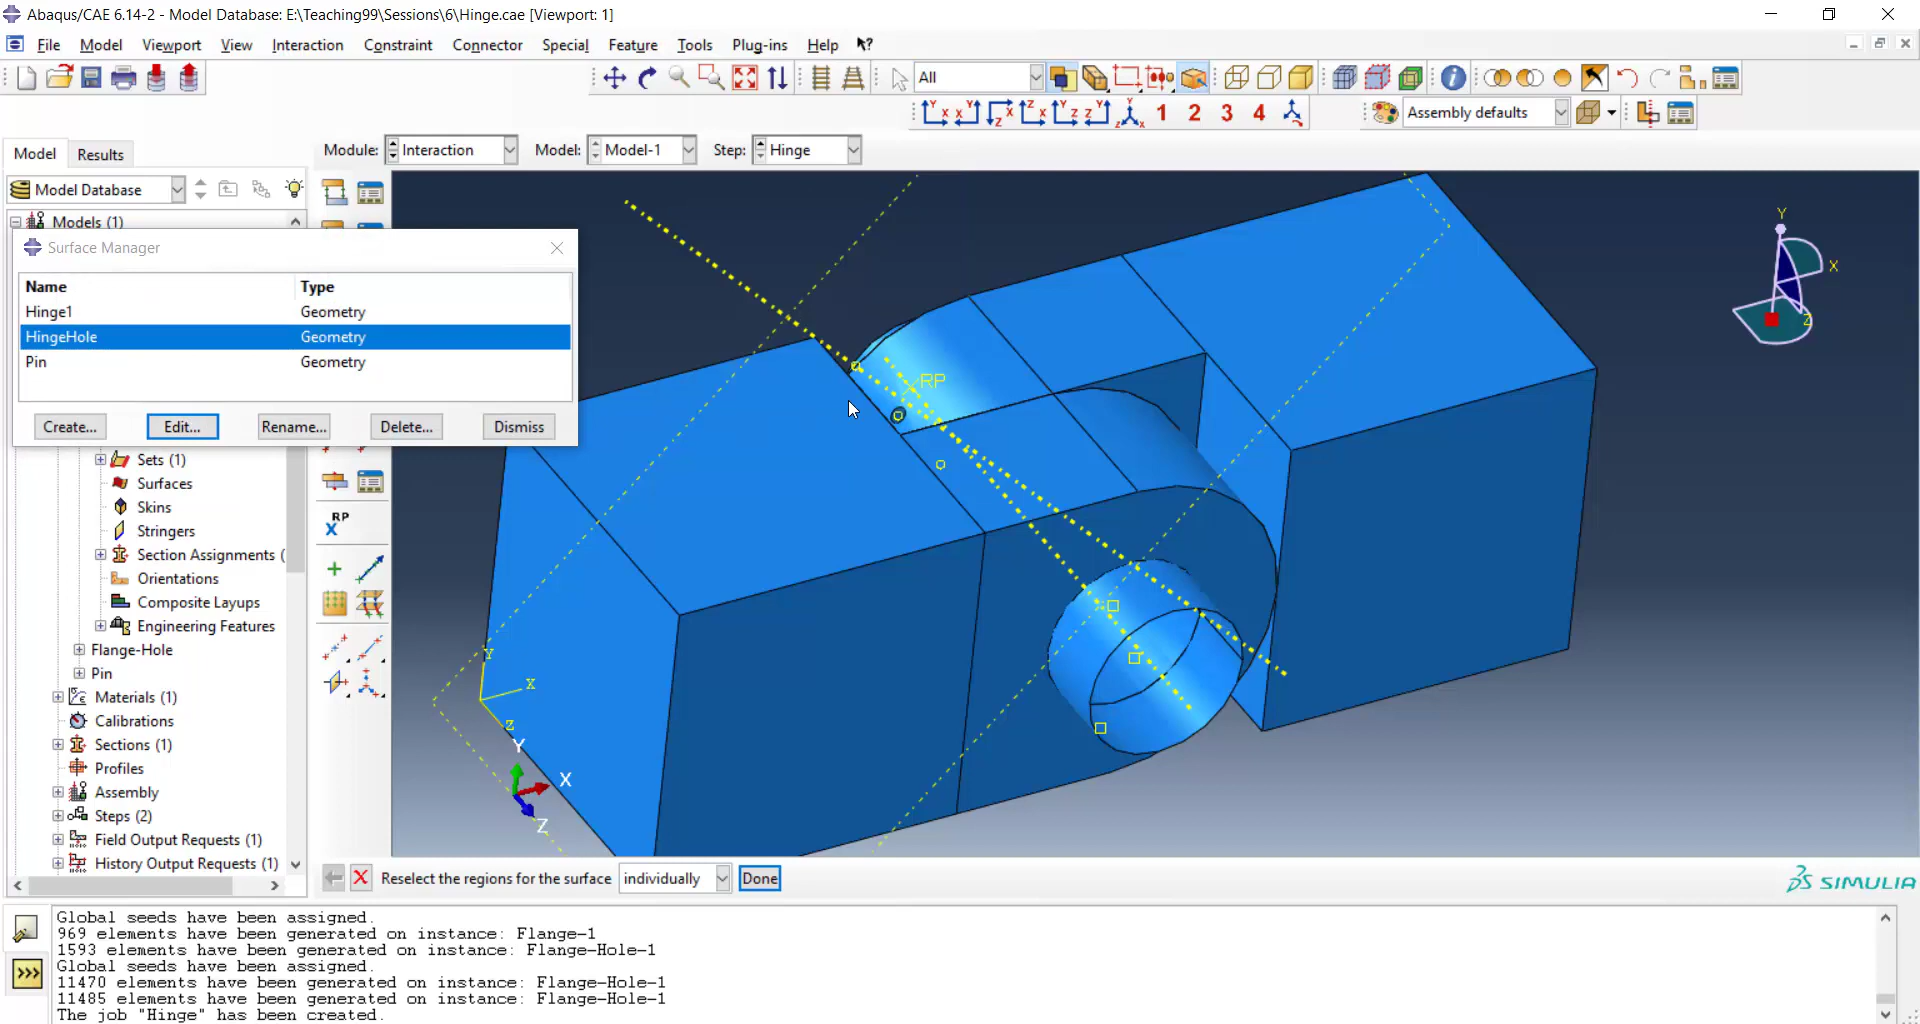 Abaqus/CAE 6.14-2 - Model Database: E:\Teaching99\Sessions\6\Hinge.cae [Viewport: 1]
File Model Viewport View Interaction Constraint Connector Special Feature Tools Plug-ins Help
All
1 2 3 4 Assembly defaults
Model Results
Module: Interaction Model: Model-1 Step: Hinge
Model Database
Models (1)
Surface Manager
Name Type
Hinge1 Geometry
HingeHole Geometry
Pin Geometry
Create... Edit... Rename... Delete... Dismiss
Sets (1)
Surfaces
Skins
Stringers
Section Assignments (
Orientations
Composite Layups
Engineering Features
Flange-Hole
Pin
Materials (1)
Calibrations
Sections (1)
Profiles
Assembly
Steps (2)
Field Output Requests (1)
History Output Requests (1)
RP
X
RP
Y
X
Z
Y
X
Z
Y
X
Z
Reselect the regions for the surface individually Done
SIMULIA
Global seeds have been assigned.
969 elements have been generated on instance: Flange-1
1593 elements have been generated on instance: Flange-Hole-1
Global seeds have been assigned.
11470 elements have been generated on instance: Flange-Hole-1
11485 elements have been generated on instance: Flange-Hole-1
The job "Hinge" has been created.